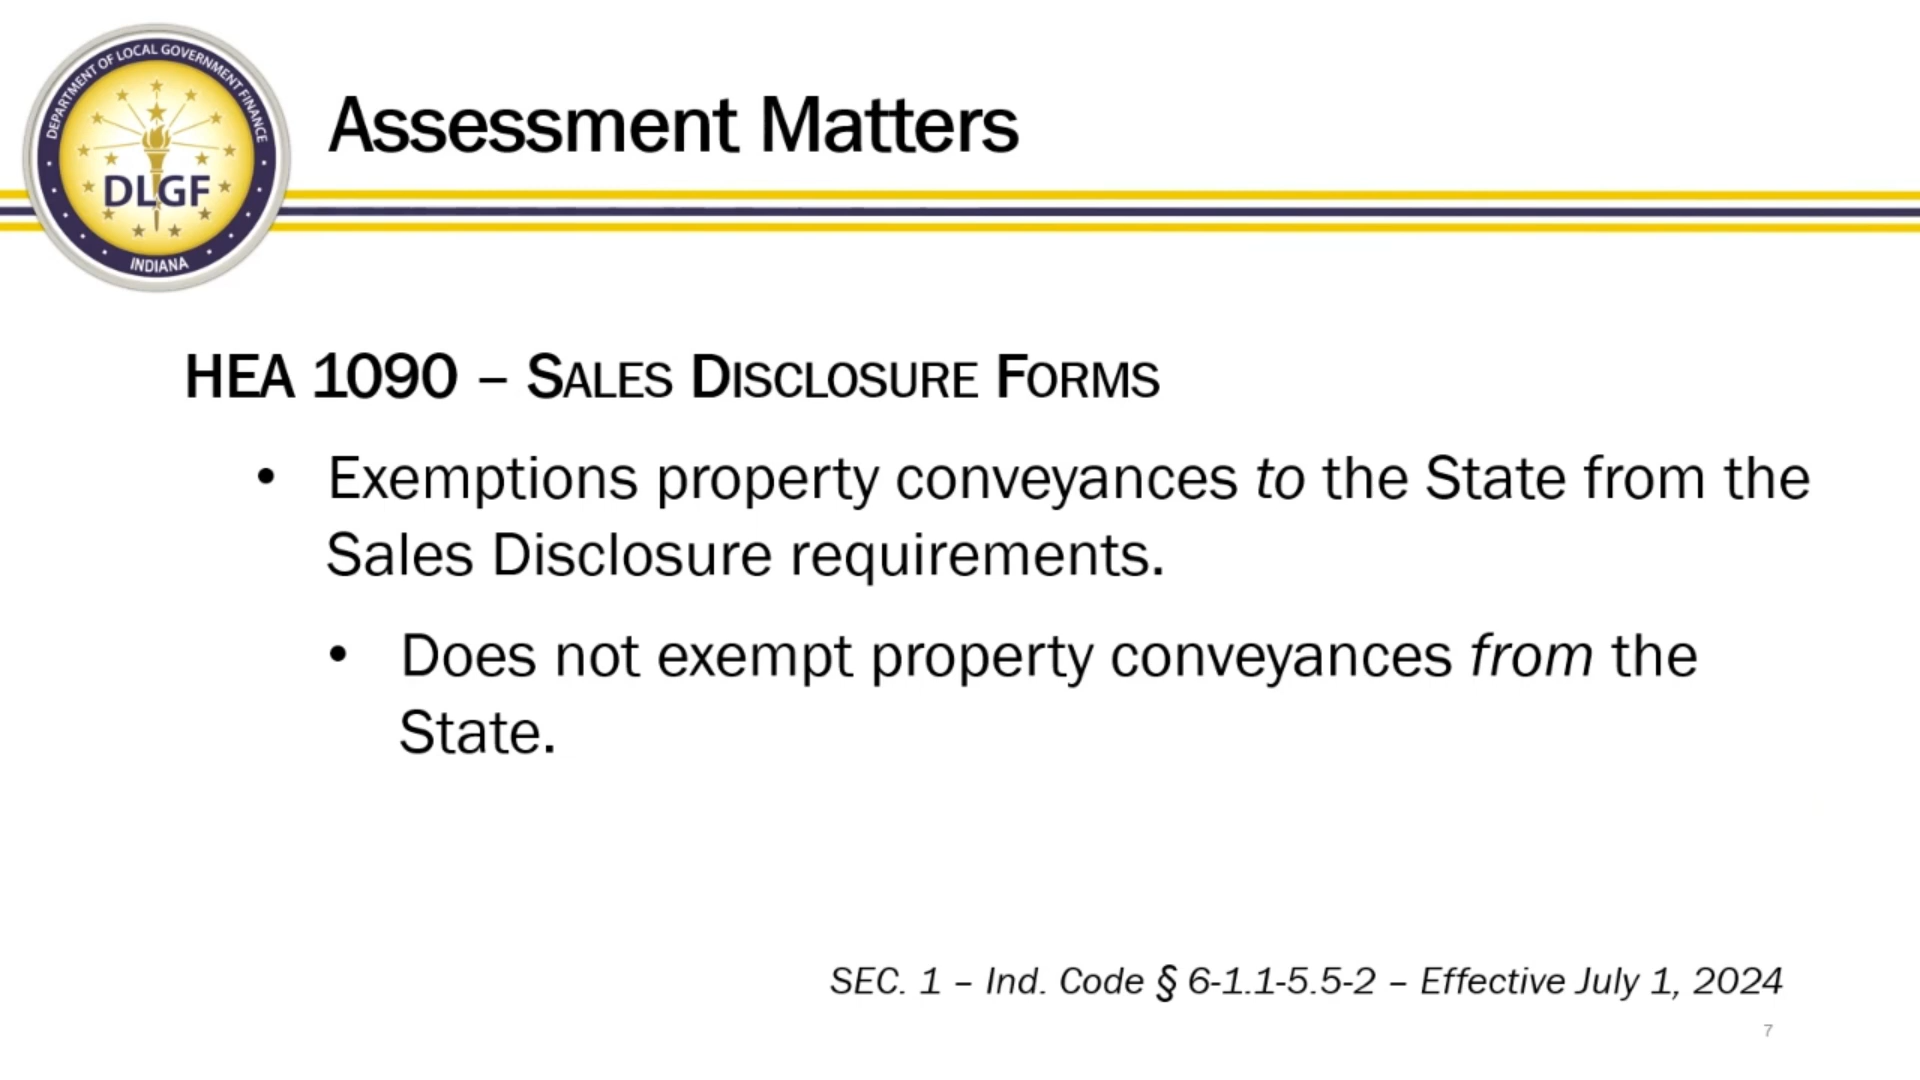 DEPARTMENT OF LOCAL GOVERNMENT FINANCE
DLGF
INDIANA
Assessment Matters
HEA 1090 – SALES DISCLOSURE FORMS
• Exemptions property conveyances to the State from the
Sales Disclosure requirements.
• Does not exempt property conveyances from the
State.
SEC. 1 – Ind. Code § 6-1.1-5.5-2 – Effective July 1, 2024
7